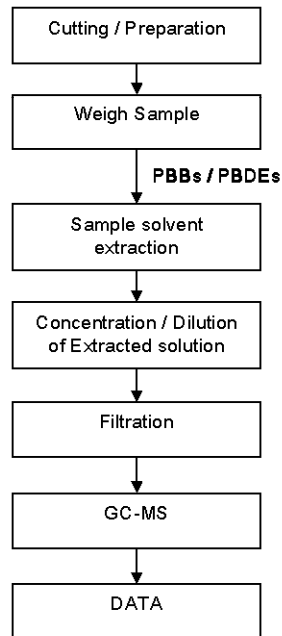 Cutting / Preparation
Weigh Sample
PBBs / PBDEs
Sample solvent
extraction
Concentration / Dilution
of Extracted solution
Filtration
GC-MS
DATA